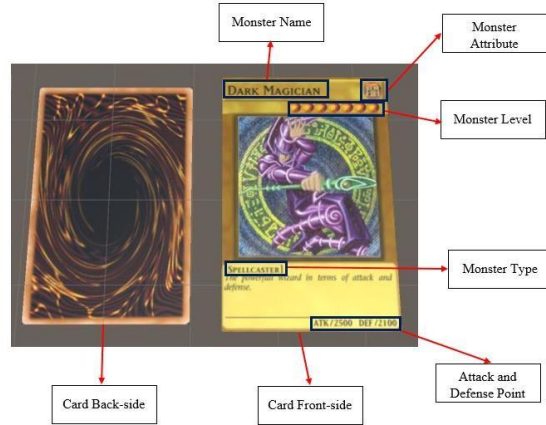 Monster Name
Monster
Attribute
DARK MAGICIAN
Monster Level
SPELLCASTER]
The powerful wizard in terms of attack and
defense.
Monster Type
ATK/2500 DEF/2100
Card Back-side
Card Front-side
Attack and
Defense Point